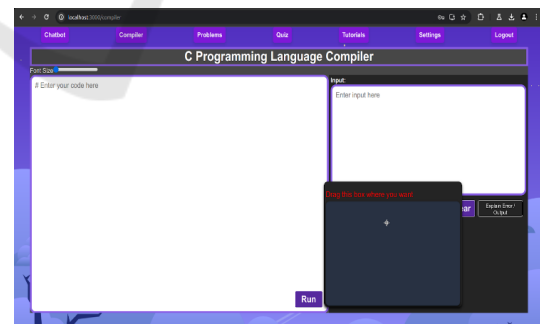 localhost:3000/compiler
Chatbot Compiler Problems Quiz Tutorials Settings Logout
C Programming Language Compiler
Font Size
Input:
# Enter your code here
Enter input here
Drag this box where you want
ear
Explain Error / Output
Run